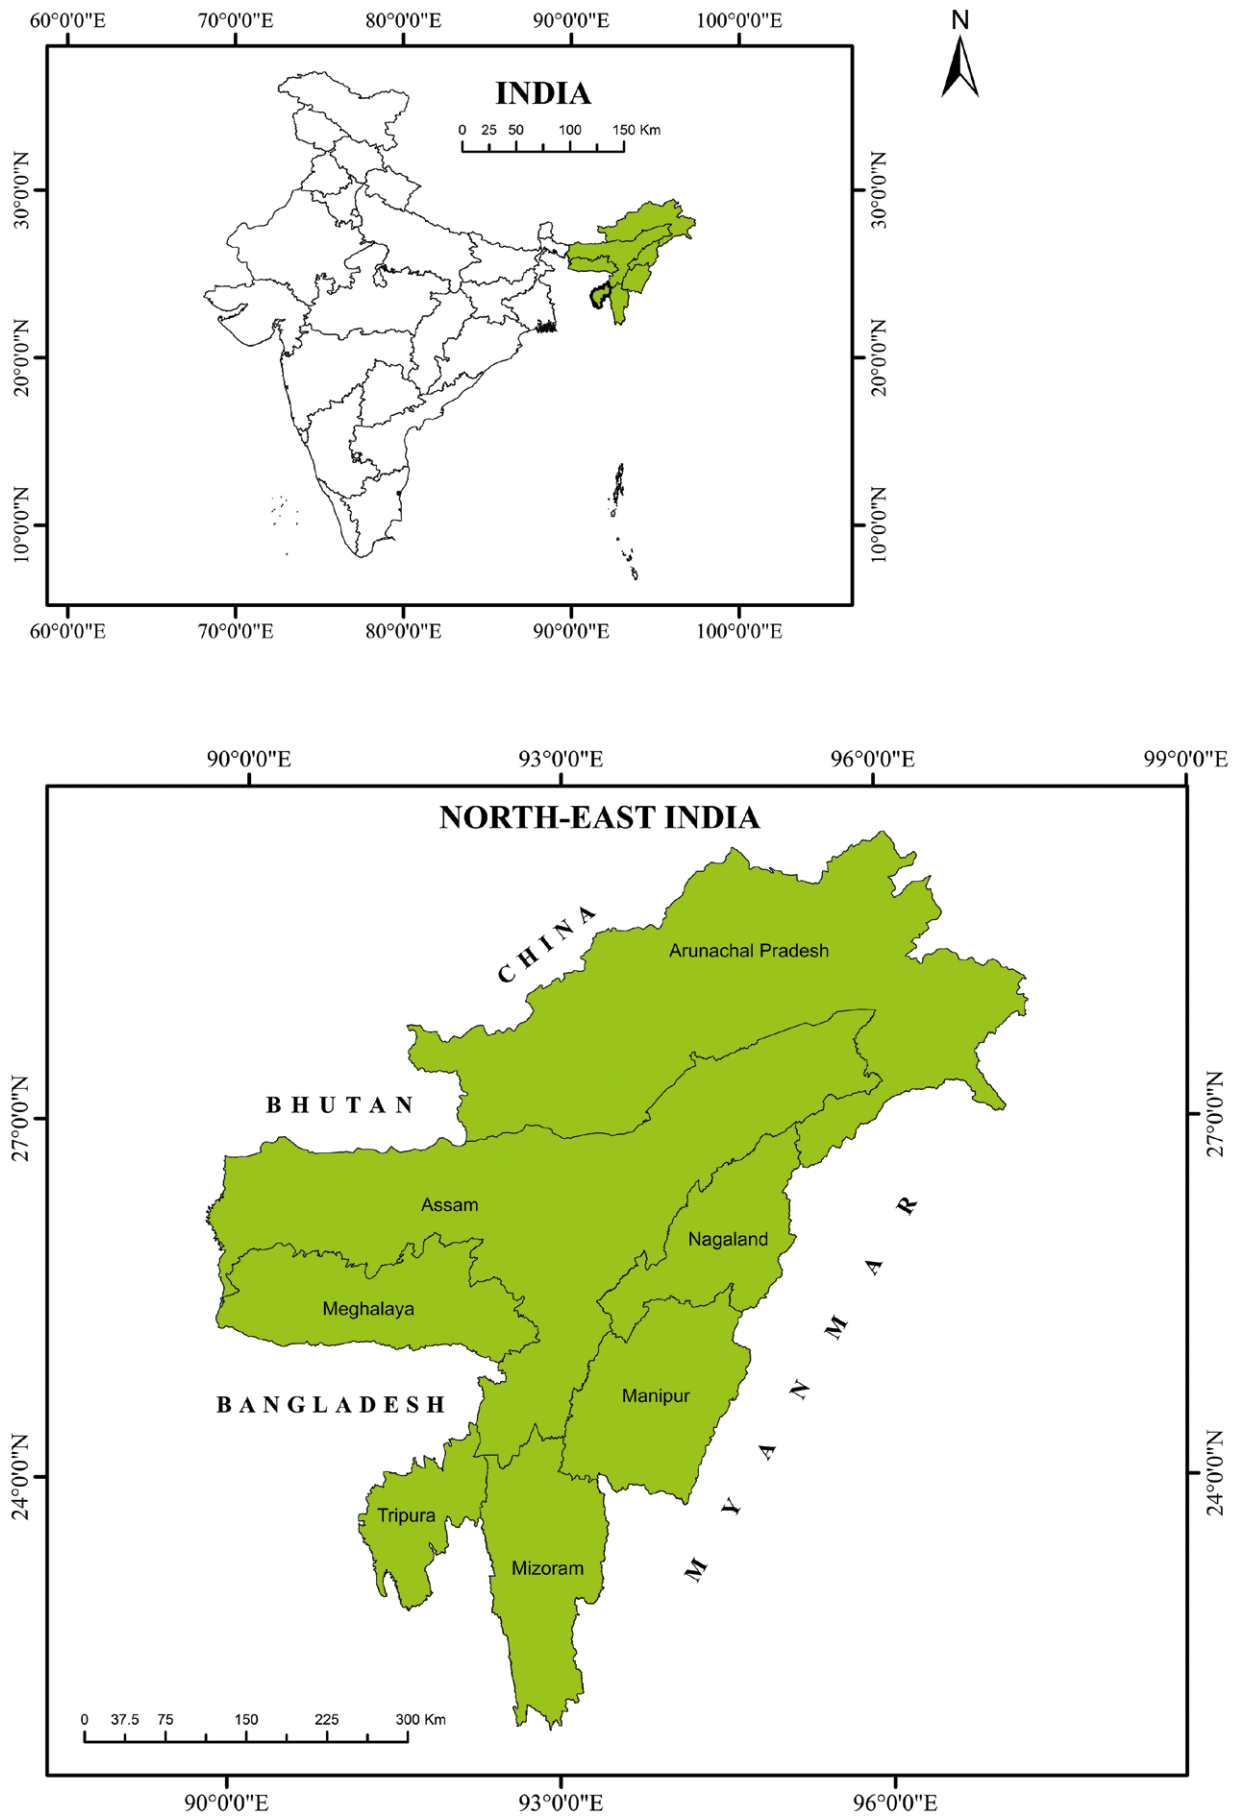 60°0'0"E 70°0'0"E 80°0'0"E 90°0'0"E 100°0'0"E
N
INDIA
0 25 50 100 150 Km
30°0'0"N 30°0'0"N
20°0'0"N 20°0'0"N
10°0'0"N 10°0'0"N
60°0'0"E 70°0'0"E 80°0'0"E 90°0'0"E 100°0'0"E
90°0'0"E 93°0'0"E 96°0'0"E 99°0'0"E
NORTH-EAST INDIA
CHINA
Arunachal Pradesh
BHUTAN
27°0'0"N 27°0'0"N
Assam
Nagaland
Meghalaya
MYANMAR
Manipur
BANGLADESH
24°0'0"N 24°0'0"N
Tripura
Mizoram
0 37.5 75 150 225 300 Km
90°0'0"E 93°0'0"E 96°0'0"E